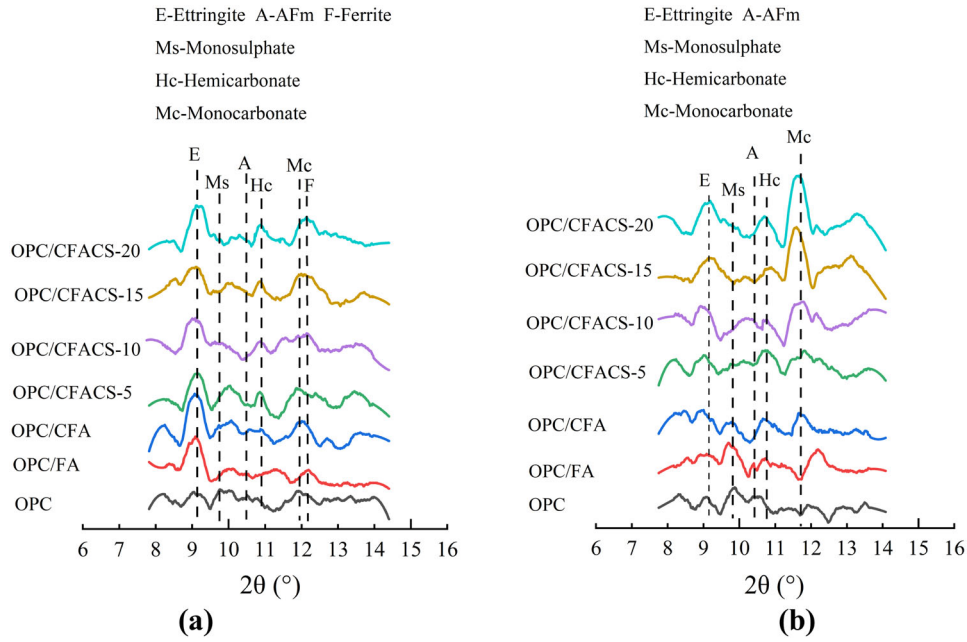 E-Ettringite A-AFm F-Ferrite
Ms-Monosulphate
Hc-Hemicarbonate
Mc-Monocarbonate
E
Ms
A
Hc
Mc
F
OPC/CFACS-20
OPC/CFACS-15
OPC/CFACS-10
OPC/CFACS-5
OPC/CFA
OPC/FA
OPC
6 7 8 9 10 11 12 13 14 15 16
2θ (°)
(a)
E-Ettringite A-AFm
Ms-Monosulphate
Hc-Hemicarbonate
Mc-Monocarbonate
E
Ms
A
Hc
Mc
OPC/CFACS-20
OPC/CFACS-15
OPC/CFACS-10
OPC/CFACS-5
OPC/CFA
OPC/FA
OPC
6 7 8 9 10 11 12 13 14 15 16
2θ (°)
(b)